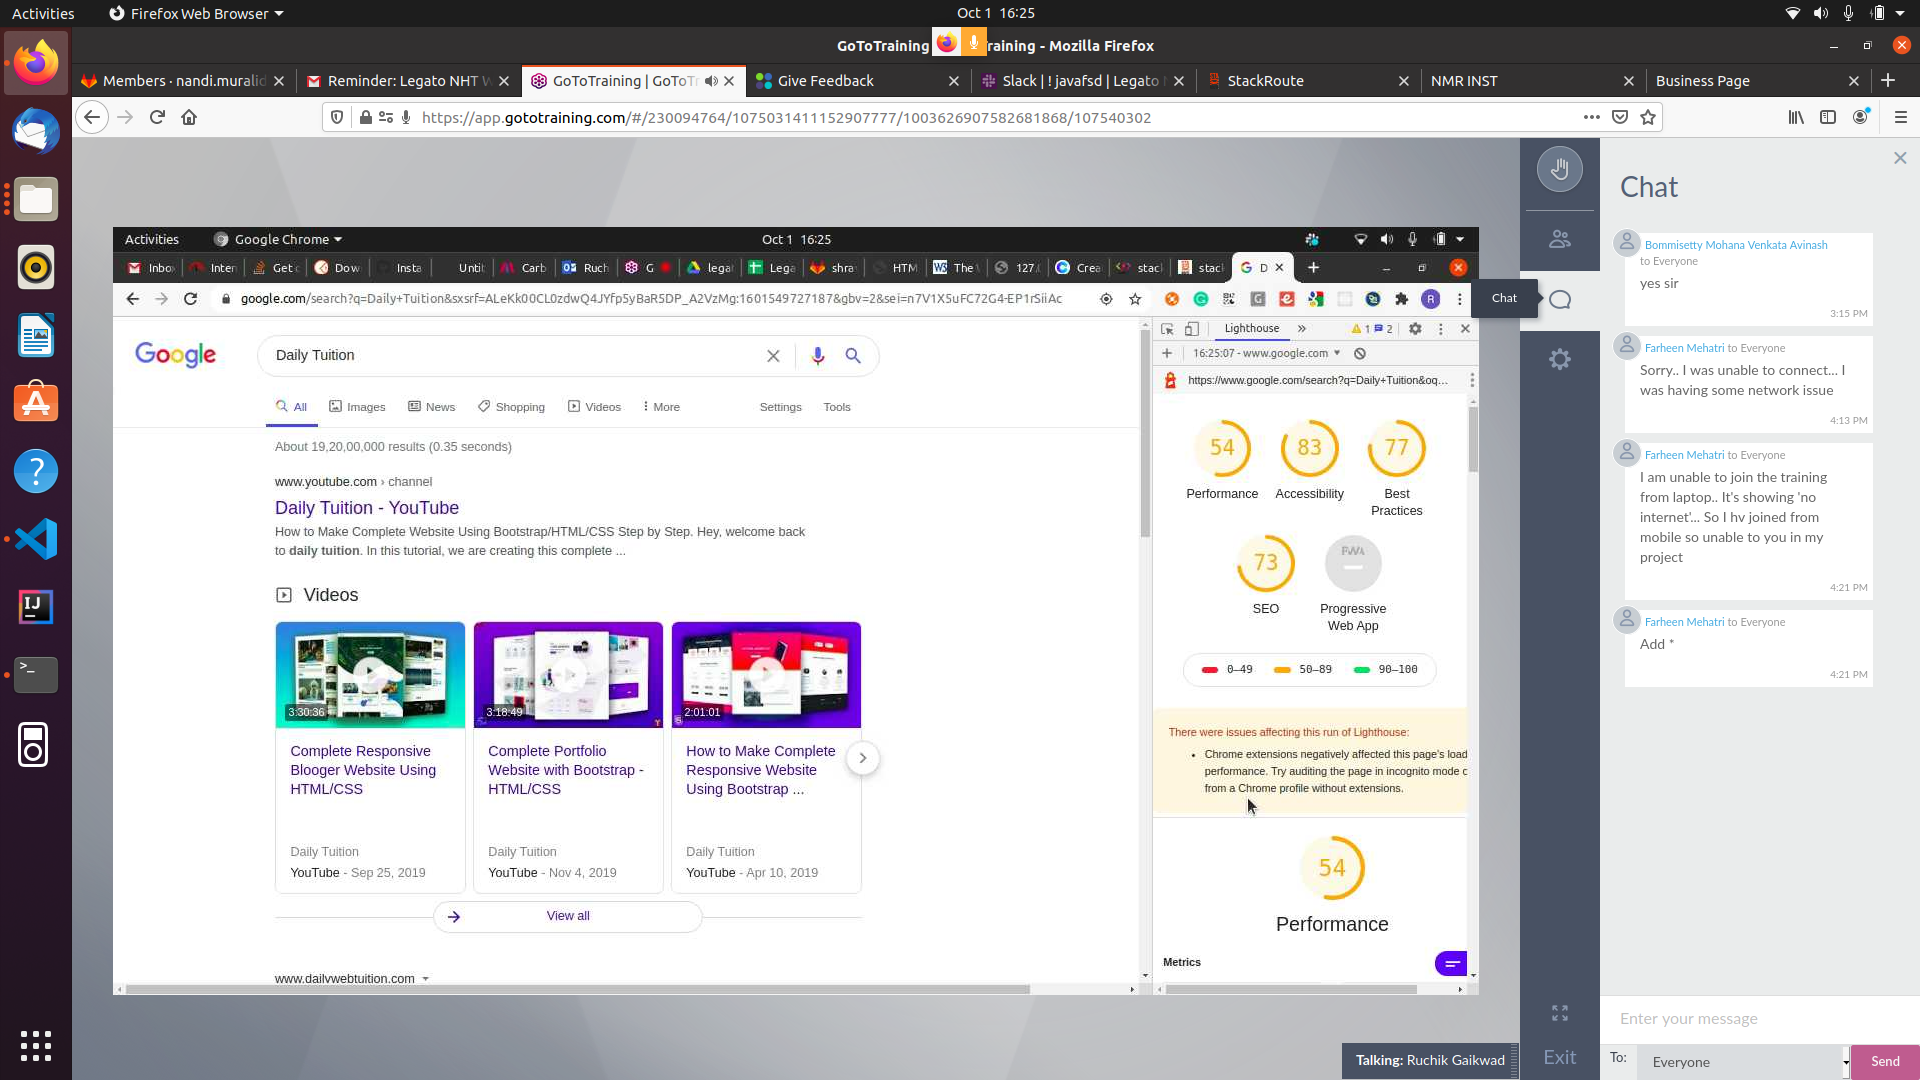 Activities
Firefox Web Browser
Oct 1 16:25
GoToTraining
raining - Mozilla Firefox
Members · nandi.muralid
Reminder: Legato NHT W
GoToTraining | GoToTr
Give Feedback
Slack | ! javafsd | Legato
StackRoute
NMR INST
Business Page
https://app.gototraining.com/#/230094764/1075031411152907777/1003626907582681868/107540302
Activities
Google Chrome
Oct 1 16:25
Inbo
Inter
Get c
Dow
Insta
Unti
Carb
Ruch
G
legat
Lega
shra
HTM
The
127.
Crea
stac
stac
D
google.com/search?q=Daily+Tuition&sxsrf=ALeKk00CL0zdwQ4JYfp5yBaR5DP_A2VzMg:1601549727187&gbv=2&sei=n7V1X5uFC72G4-EP1rSiiAc
R
Google
Daily Tuition
All
Images
News
Shopping
Videos
More
Settings
Tools
About 19,20,00,000 results (0.35 seconds)
www.youtube.com › channel
Daily Tuition - YouTube
How to Make Complete Website Using Bootstrap/HTML/CSS Step by Step. Hey, welcome back
to daily tuition. In this tutorial, we are creating this complete ...
Videos
3:30:36
3:18:49
2:01:01
Complete Responsive
Blooger Website Using
HTML/CSS
Daily Tuition
YouTube - Sep 25, 2019
Complete Portfolio
Website with Bootstrap -
HTML/CSS
Daily Tuition
YouTube - Nov 4, 2019
How to Make Complete
Responsive Website
Using Bootstrap ...
Daily Tuition
YouTube - Apr 10, 2019
View all
www.dailywebtuition.com
Lighthouse
1
2
16:25:07 - www.google.com
https://www.google.com/search?q=Daily+Tuition&oq...
54
Performance
83
Accessibility
77
Best
Practices
73
SEO
PWA
Progressive
Web App
0–49
50–89
90–100
There were issues affecting this run of Lighthouse:
Chrome extensions negatively affected this page's load
performance. Try auditing the page in incognito mode o
from a Chrome profile without extensions.
54
Performance
Metrics
Chat
Exit
Talking: Ruchik Gaikwad
Chat
Bommisetty Mohana Venkata Avinash
to Everyone
yes sir
3:15 PM
Farheen Mehatri to Everyone
Sorry.. I was unable to connect... I
was having some network issue
4:13 PM
Farheen Mehatri to Everyone
I am unable to join the training
from laptop.. It's showing 'no
internet'... So I hv joined from
mobile so unable to you in my
project
4:21 PM
Farheen Mehatri to Everyone
Add *
4:21 PM
Enter your message
To:
Everyone
Send